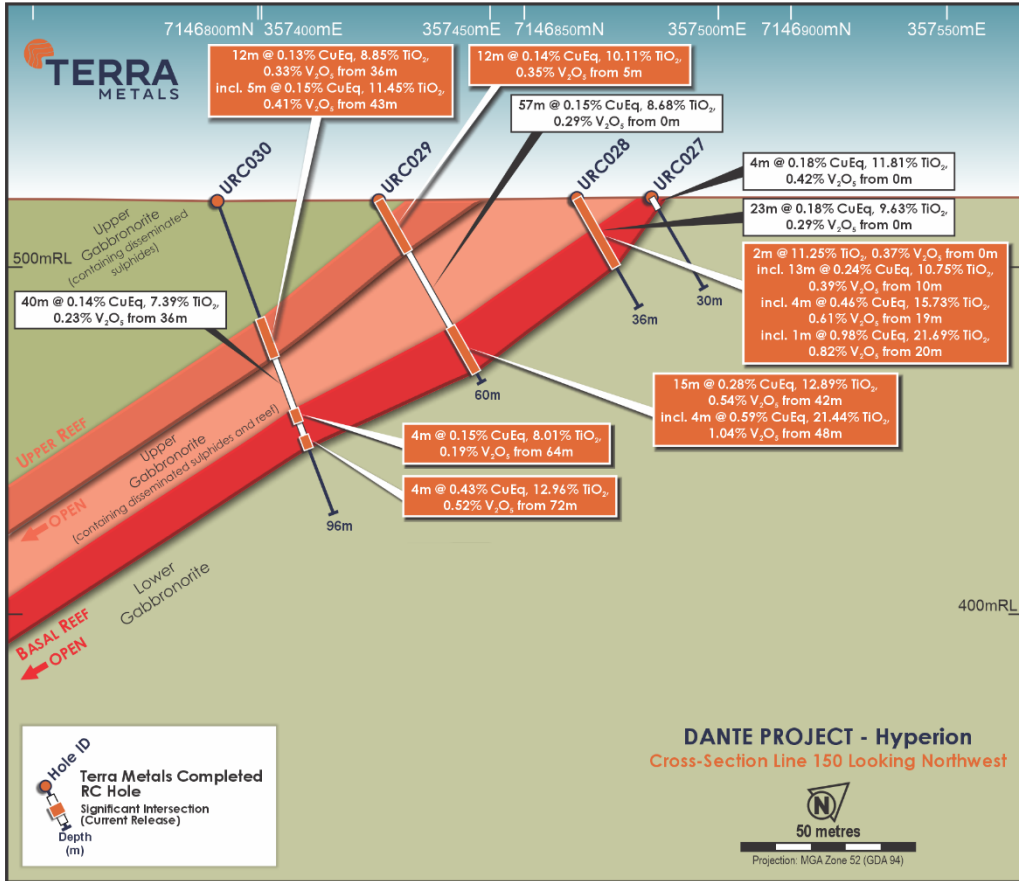 7146800mN
357400mE
357450mE
7146850mN
357500mE
7146900mN
357550mE
TERRA
METALS
12m @ 0.13% CuEq, 8.85% TiO₂,
0.33% V₂O₅ from 36m
incl. 5m @ 0.15% CuEq, 11.45% TiO₂,
0.41% V₂O₅ from 43m
12m @ 0.14% CuEq, 10.11% TiO₂,
0.35% V₂O₅ from 5m
57m @ 0.15% CuEq, 8.68% TiO₂,
0.29% V₂O₅ from 0m
URC030
URC029
URC028
URC027
4m @ 0.18% CuEq, 11.81% TiO₂,
0.42% V₂O₅ from 0m
23m @ 0.18% CuEq, 9.63% TiO₂,
0.29% V₂O₅ from 0m
2m @ 11.25% TiO₂, 0.37% V₂O₅ from 0m
incl. 13m @ 0.24% CuEq, 10.75% TiO₂,
0.39% V₂O₅ from 10m
incl. 4m @ 0.46% CuEq, 15.73% TiO₂,
0.61% V₂O₅ from 19m
incl. 1m @ 0.98% CuEq, 21.69% TiO₂,
0.82% V₂O₅ from 20m
Upper
Gabbronorite
(containing disseminated
sulphides)
500mRL
40m @ 0.14% CuEq, 7.39% TiO₂,
0.23% V₂O₅ from 36m
30m
36m
60m
15m @ 0.28% CuEq, 12.89% TiO₂,
0.54% V₂O₅ from 42m
incl. 4m @ 0.59% CuEq, 21.44% TiO₂,
1.04% V₂O₅ from 48m
4m @ 0.15% CuEq, 8.01% TiO₂,
0.19% V₂O₅ from 64m
4m @ 0.43% CuEq, 12.96% TiO₂,
0.52% V₂O₅ from 72m
96m
UPPER REEF
OPEN
Upper
Gabbronorite
(containing disseminated sulphides and reef)
Lower
Gabbronorite
BASAL REEF
OPEN
400mRL
Hole ID
Terra Metals Completed
RC Hole
Significant Intersection
(Current Release)
Depth
(m)
DANTE PROJECT - Hyperion
Cross-Section Line 150 Looking Northwest
N
50 metres
Projection: MGA Zone 52 (GDA 94)